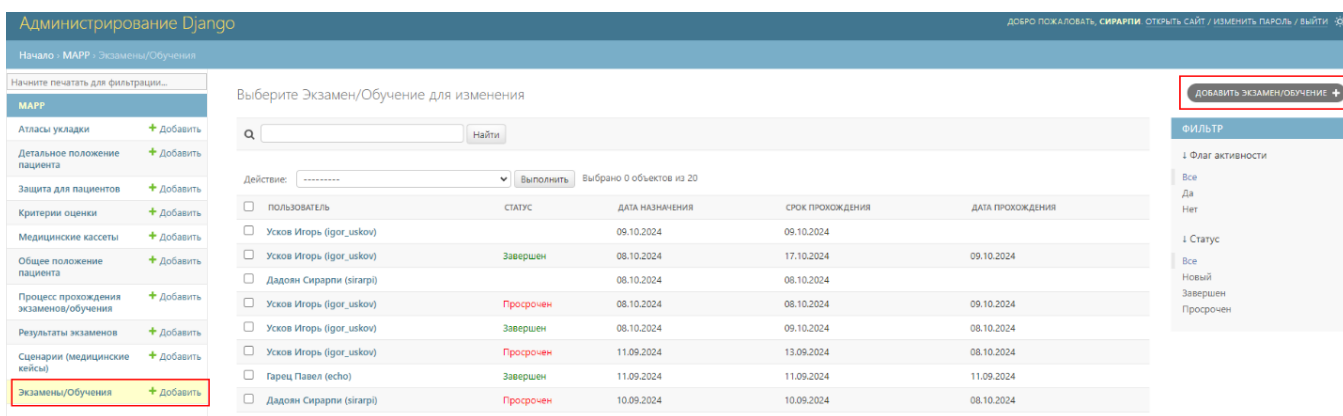 Администрирование Django
ДОБРО ПОЖАЛОВАТЬ, СИРАРПИ. ОТКРЫТЬ САЙТ / ИЗМЕНИТЬ ПАРОЛЬ / ВЫЙТИ
Начало › MAPP › Экзамены/Обучения
Начните печатать для фильтрации...
MAPP
Атласы укладки + Добавить
Детальное положение
пациента + Добавить
Защита для пациентов + Добавить
Критерии оценки + Добавить
Медицинские кассеты + Добавить
Общее положение
пациента + Добавить
Процесс прохождения
экзаменов/обучения + Добавить
Результаты экзаменов + Добавить
Сценарии (медицинские
кейсы) + Добавить
Экзамены/Обучения + Добавить
Выберите Экзамен/Обучение для изменения
Найти
Действие: --------- Выполнить Выбрано 0 объектов из 20
ПОЛЬЗОВАТЕЛЬ СТАТУС ДАТА НАЗНАЧЕНИЯ СРОК ПРОХОЖДЕНИЯ ДАТА ПРОХОЖДЕНИЯ
Усков Игорь (igor_uskov) 09.10.2024 09.10.2024
Усков Игорь (igor_uskov) Завершен 08.10.2024 17.10.2024 09.10.2024
Дадоян Сирарпи (sirarpi) 08.10.2024 08.10.2024
Усков Игорь (igor_uskov) Просрочен 08.10.2024 08.10.2024 09.10.2024
Усков Игорь (igor_uskov) Завершен 08.10.2024 09.10.2024 08.10.2024
Усков Игорь (igor_uskov) Просрочен 11.09.2024 13.09.2024 08.10.2024
Гарец Павел (echo) Завершен 11.09.2024 11.09.2024 11.09.2024
Дадоян Сирарпи (sirarpi) Просрочен 10.09.2024 10.09.2024 08.10.2024
ДОБАВИТЬ ЭКЗАМЕН/ОБУЧЕНИЕ +
ФИЛЬТР
↓ Флаг активности
Все
Да
Нет
↓ Статус
Все
Новый
Завершен
Просрочен